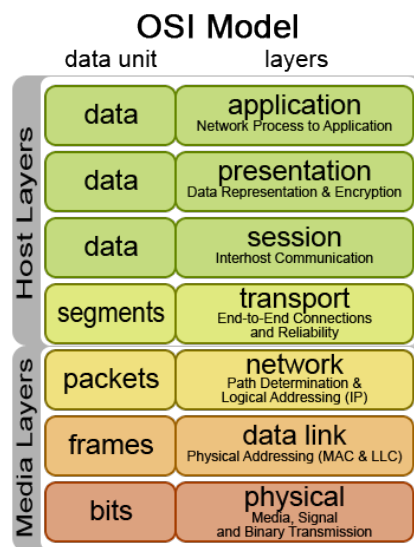 OSI Model
data unit layers
Host Layers
data application
Network Process to Application
data presentation
Data Representation & Encryption
data session
Interhost Communication
segments transport
End-to-End Connections
and Reliability
Media Layers
packets network
Path Determination &
Logical Addressing (IP)
frames data link
Physical Addressing (MAC & LLC)
bits physical
Media, Signal
and Binary Transmission